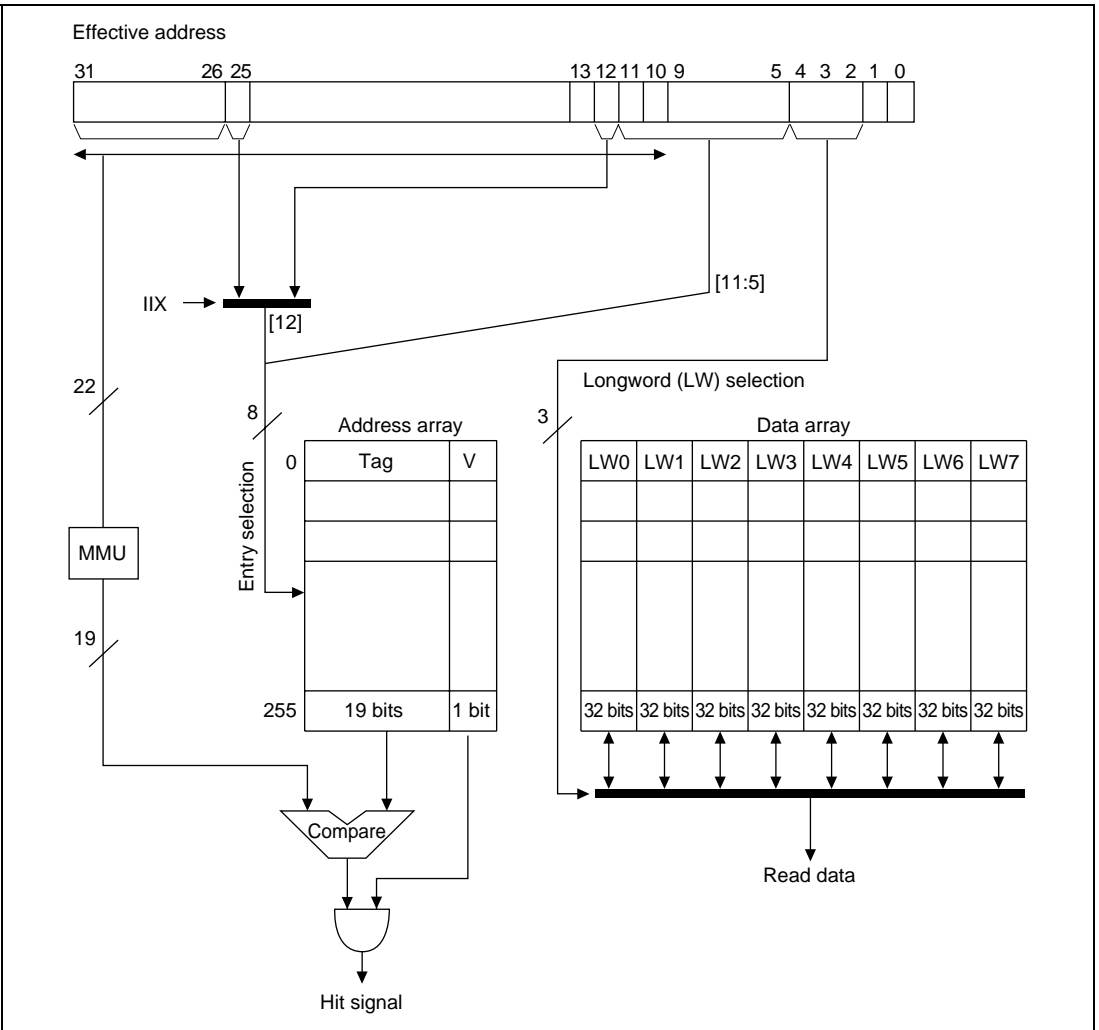 Effective address
31 26 25 13 12 11 10 9 5 4 3 2 1 0
[11:5]
IIX
[12]
22
Longword (LW) selection
8
3
Address array
Data array
Entry selection
0 Tag V
LW0 LW1 LW2 LW3 LW4 LW5 LW6 LW7
MMU
19
255 19 bits 1 bit
32 bits 32 bits 32 bits 32 bits 32 bits 32 bits 32 bits 32 bits
Compare
Read data
Hit signal